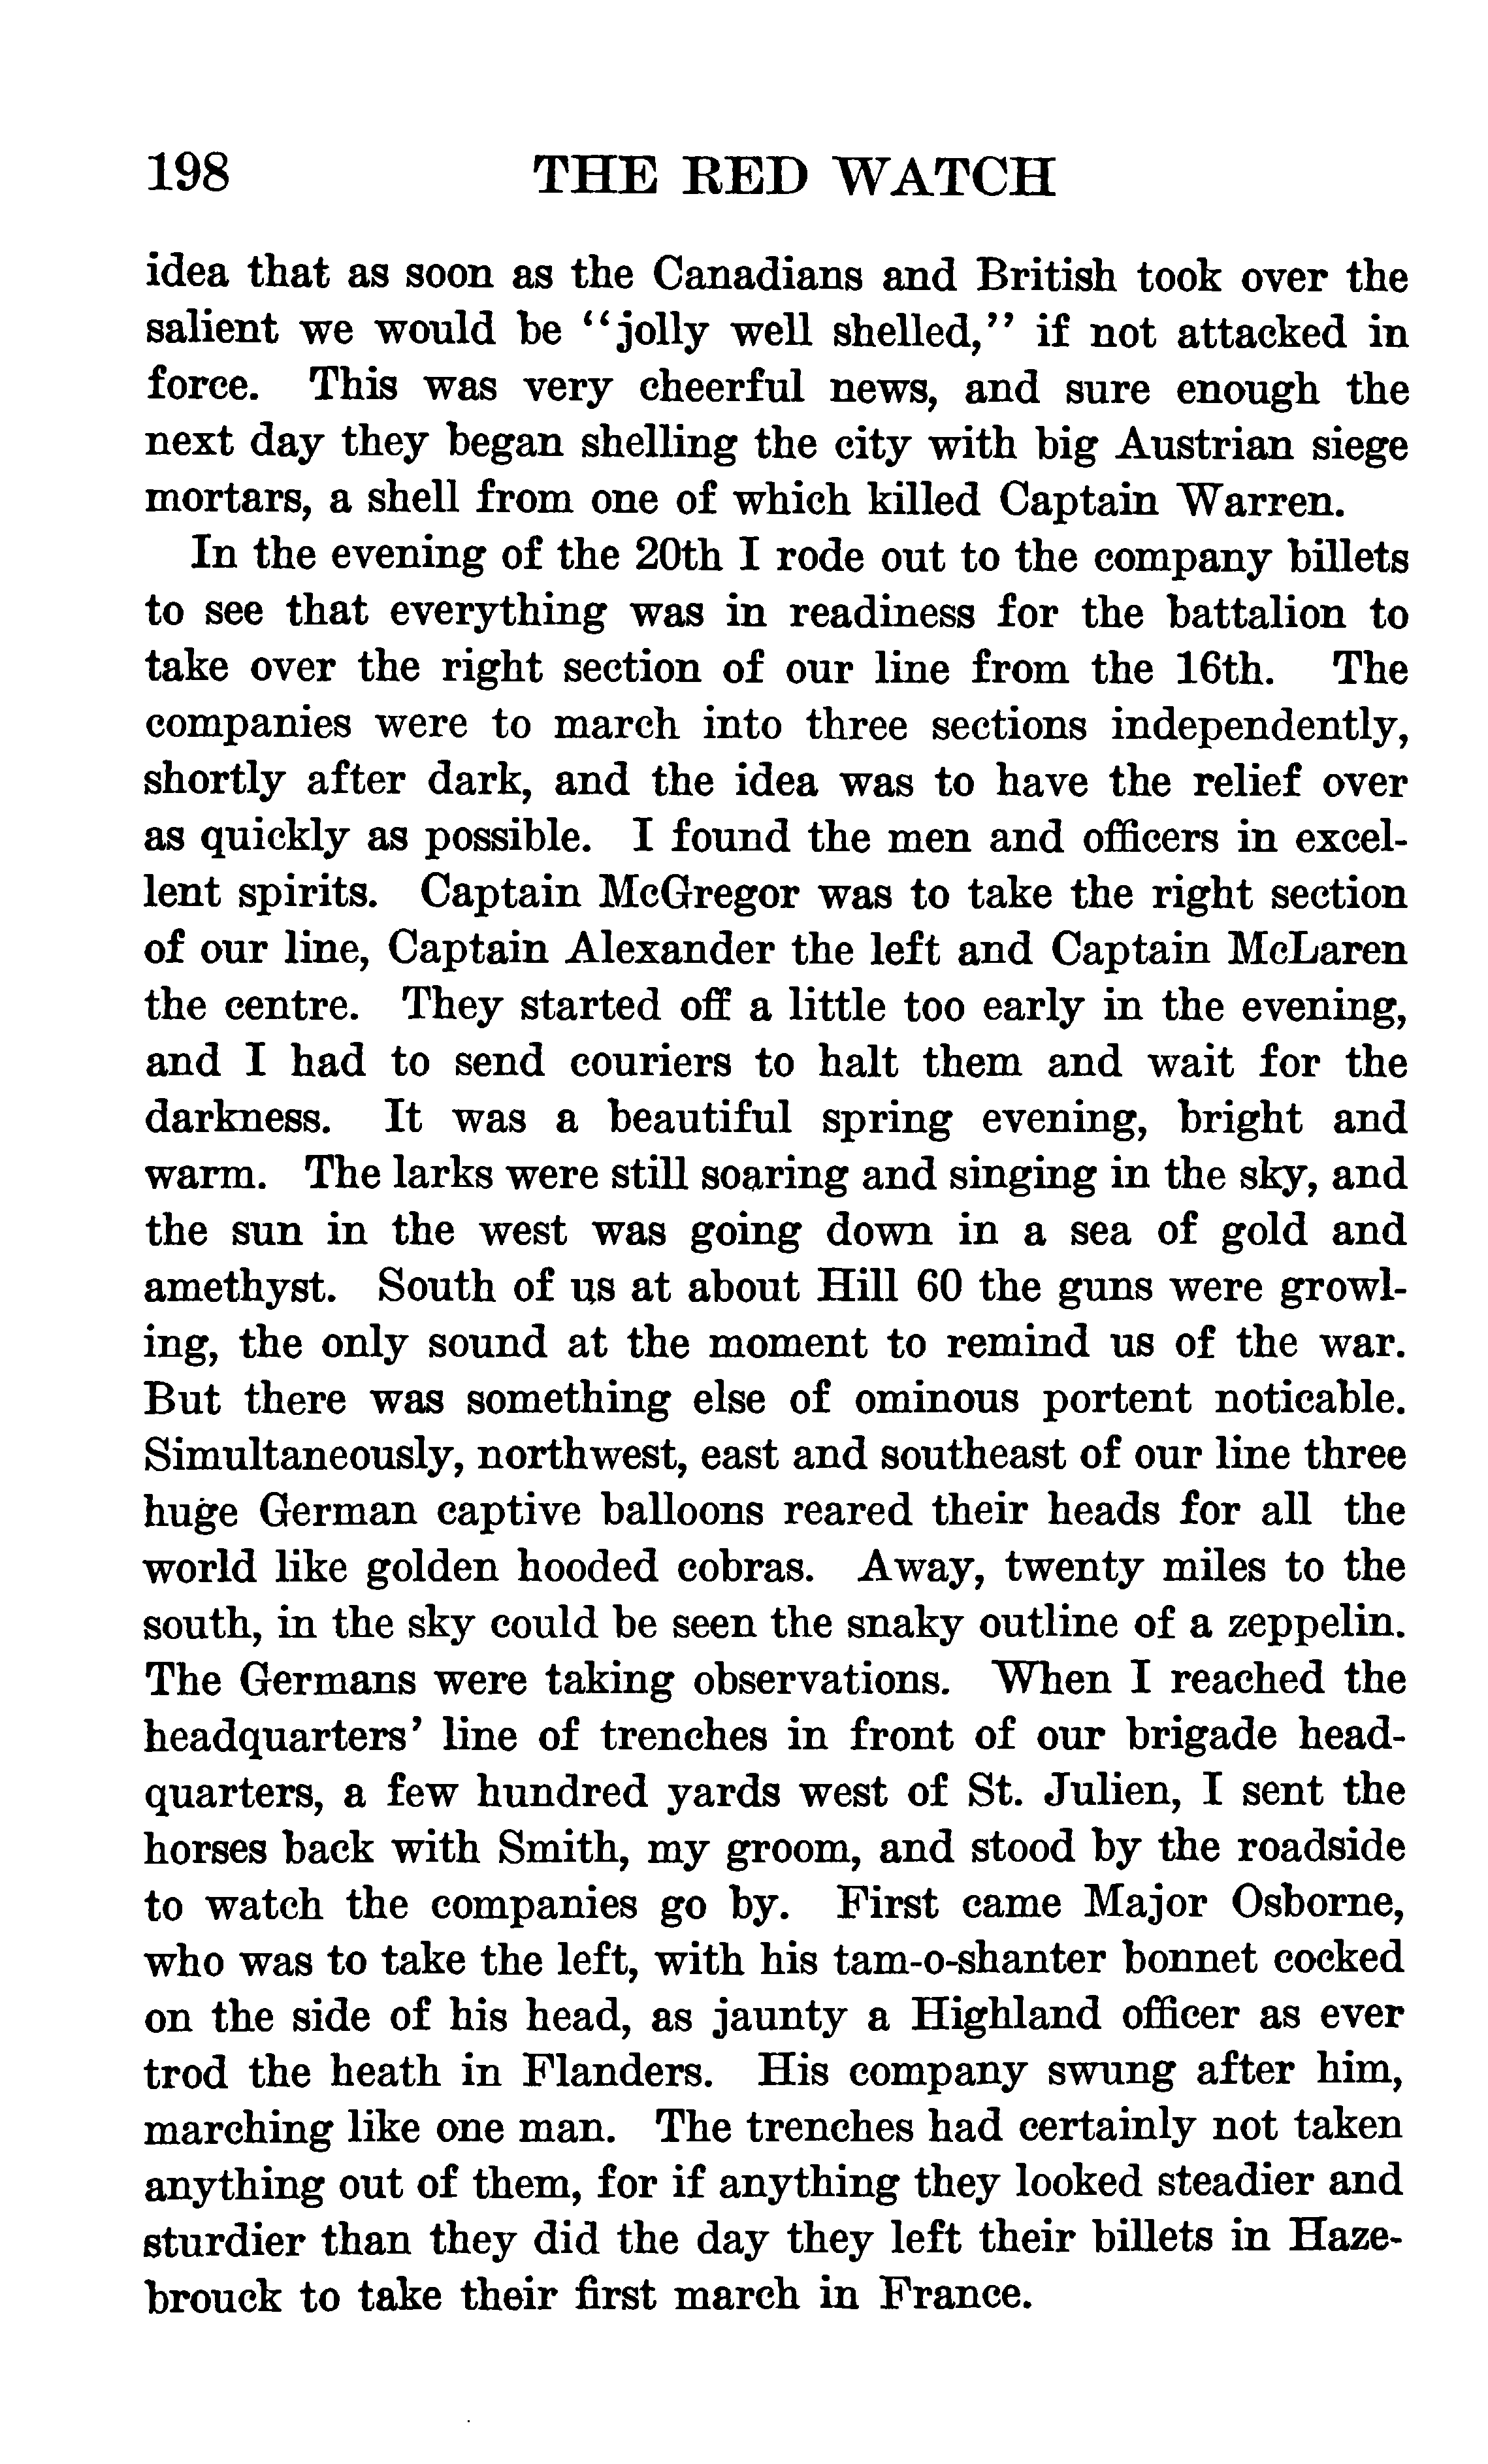 198 THE RED WATCH
idea that as soon as the Canadians and British took over the
salient we would be "jolly well shelled," if not attacked in
force. This was very cheerful news, and sure enough the
next day they began shelling the city with big Austrian siege
mortars, a shell from one of which killed Captain Warren.
In the evening of the 20th I rode out to the company billets
to see that everything was in readiness for the battalion to
take over the right section of our line from the 16th. The
companies were to march into three sections independently,
shortly after dark, and the idea was to have the relief over
as quickly as possible. I found the men and officers in excel-
lent spirits. Captain McGregor was to take the right section
of our line, Captain Alexander the left and Captain McLaren
the centre. They started off a little too early in the evening,
and I had to send couriers to halt them and wait for the
darkness. It was a beautiful spring evening, bright and
warm. The larks were still soaring and singing in the sky, and
the sun in the west was going down in a sea of gold and
amethyst. South of us at about Hill 60 the guns were growl-
ing, the only sound at the moment to remind us of the war.
But there was something else of ominous portent noticable.
Simultaneously, northwest, east and southeast of our line three
huge German captive balloons reared their heads for all the
world like golden hooded cobras. Away, twenty miles to the
south, in the sky could be seen the snaky outline of a zeppelin.
The Germans were taking observations. When I reached the
headquarters' line of trenches in front of our brigade head-
quarters, a few hundred yards west of St. Julien, I sent the
horses back with Smith, my groom, and stood by the roadside
to watch the companies go by. First came Major Osborne,
who was to take the left, with his tam-o-shanter bonnet cocked
on the side of his head, as jaunty a Highland officer as ever
trod the heath in Flanders. His company swung after him,
marching like one man. The trenches had certainly not taken
anything out of them, for if anything they looked steadier and
sturdier than they did the day they left their billets in Haze-
brouck to take their first march in France.